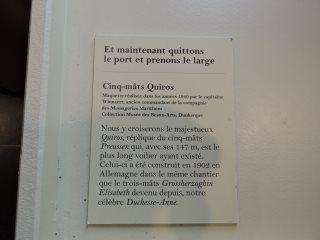 Et maintenant quittons
le port et prenons le large
Cinq-mâts Quiros
Maquette réalisée dans les années 1960 par le capitaine
Winnaert, ancien commandant de la compagnie
des Messageries Maritimes
Collection Musée des Beaux-Arts, Dunkerque
Nous y croiserons le majestueux
Quiros, réplique du cinq-mâts
Preussen qui, avec ses 147 m, est le
plus long voilier ayant existé.
Celui-ci a été construit en 1902 en
Allemagne dans le même chantier
que le trois-mâts Grossherzoghin
Elisabeth devenu depuis, notre
célèbre Duchesse-Anne.